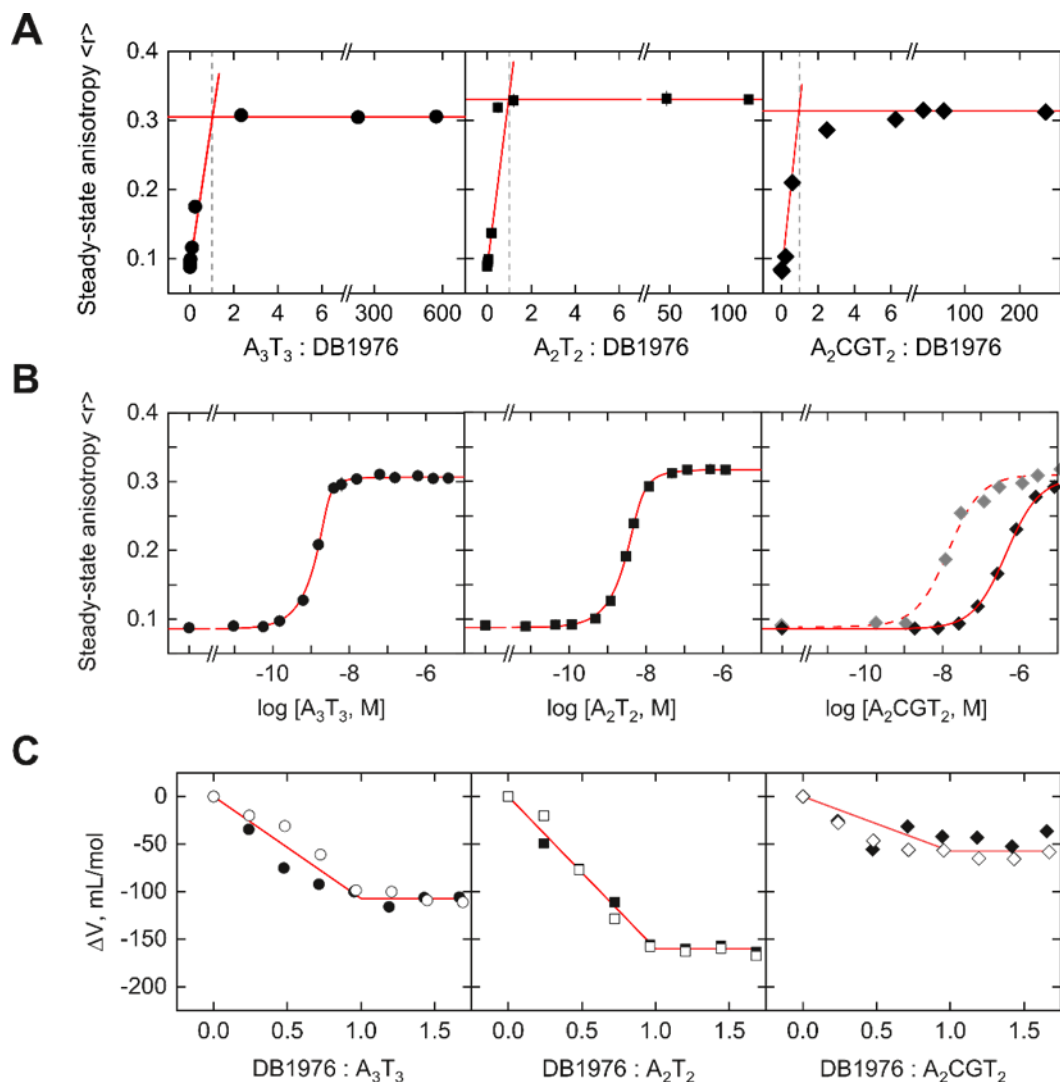 A
Steady-state anisotropy <r>
0.4
0.3
0.2
0.1
0 2 4 6 200 400 600
0 2 4 6 50 100
0 2 4 6 100 200
A₃T₃ : DB1976
A₂T₂ : DB1976
A₂CGT₂ : DB1976
B
Steady-state anisotropy <r>
0.4
0.3
0.2
0.1
-10 -8 -6
-10 -8 -6
-10 -8 -6
log [A₃T₃, M]
log [A₂T₂, M]
log [A₂CGT₂, M]
C
ΔV, mL/mol
0
-50
-100
-150
-200
0.0 0.5 1.0 1.5
0.0 0.5 1.0 1.5
0.0 0.5 1.0 1.5
DB1976 : A₃T₃
DB1976 : A₂T₂
DB1976 : A₂CGT₂